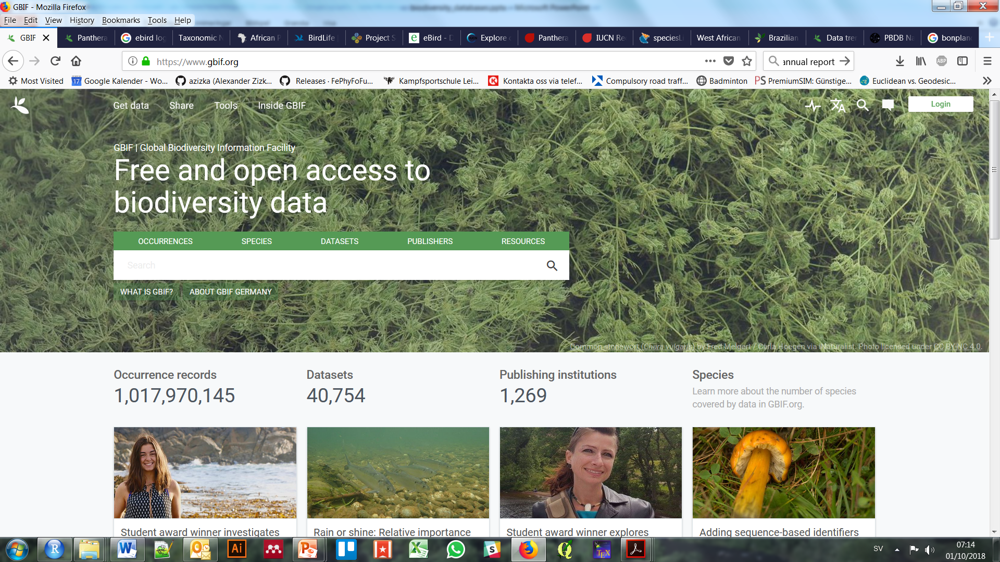 GBIF - Mozilla Firefox
File Edit View History Bookmarks Tools Help
GBIF Panthera ebird log Taxonomic N African P BirdLife Project S eBird - D Explore Panthera IUCN Re speciesLi West African Brazilian Data tre PBDB Na bonplan
https://www.gbif.org
annual report
ABP
Most Visited 17 Google Kalender - Wo... azizka (Alexander Zizk... Releases · FePhyFoFu... Kampfsportschule Lei... Kontakta oss via telef... Compulsory road traff... Badminton PS PremiumSIM: Günstige... Euclidean vs. Geodesic...
Get data Share Tools Inside GBIF Login
GBIF | Global Biodiversity Information Facility
Free and open access to
biodiversity data
OCCURRENCES SPECIES DATASETS PUBLISHERS RESOURCES
Search
WHAT IS GBIF? ABOUT GBIF GERMANY
Common stonewort (Chara vulgaris) by Fred Melgert / Carla Hoegen via iNaturalist. Photo licensed under CC BY-NC 4.0.
Occurrence records Datasets Publishing institutions Species
1,017,970,145 40,754 1,269
Learn more about the number of species
covered by data in GBIF.org.
Student award winner investigates Rain or shine: Relative importance Student award winner explores Adding sequence-based identifiers
SV 07:14
01/10/2018